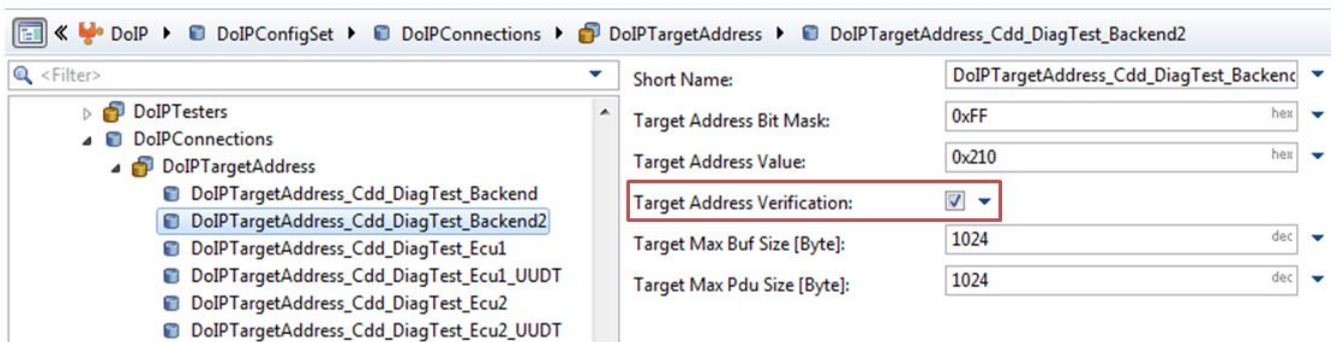 « DoIP DoIPConfigSet DoIPConnections DoIPTargetAddress DoIPTargetAddress_Cdd_DiagTest_Backend2
<Filter>
DoIPTesters
DoIPConnections
DoIPTargetAddress
DoIPTargetAddress_Cdd_DiagTest_Backend
DoIPTargetAddress_Cdd_DiagTest_Backend2
DoIPTargetAddress_Cdd_DiagTest_Ecu1
DoIPTargetAddress_Cdd_DiagTest_Ecu1_UUDT
DoIPTargetAddress_Cdd_DiagTest_Ecu2
DoIPTargetAddress_Cdd_DiagTest_Ecu2_UUDT
Short Name: DoIPTargetAddress_Cdd_DiagTest_Backenc
Target Address Bit Mask: 0xFF hex
Target Address Value: 0x210 hex
Target Address Verification:
Target Max Buf Size [Byte]: 1024 dec
Target Max Pdu Size [Byte]: 1024 dec